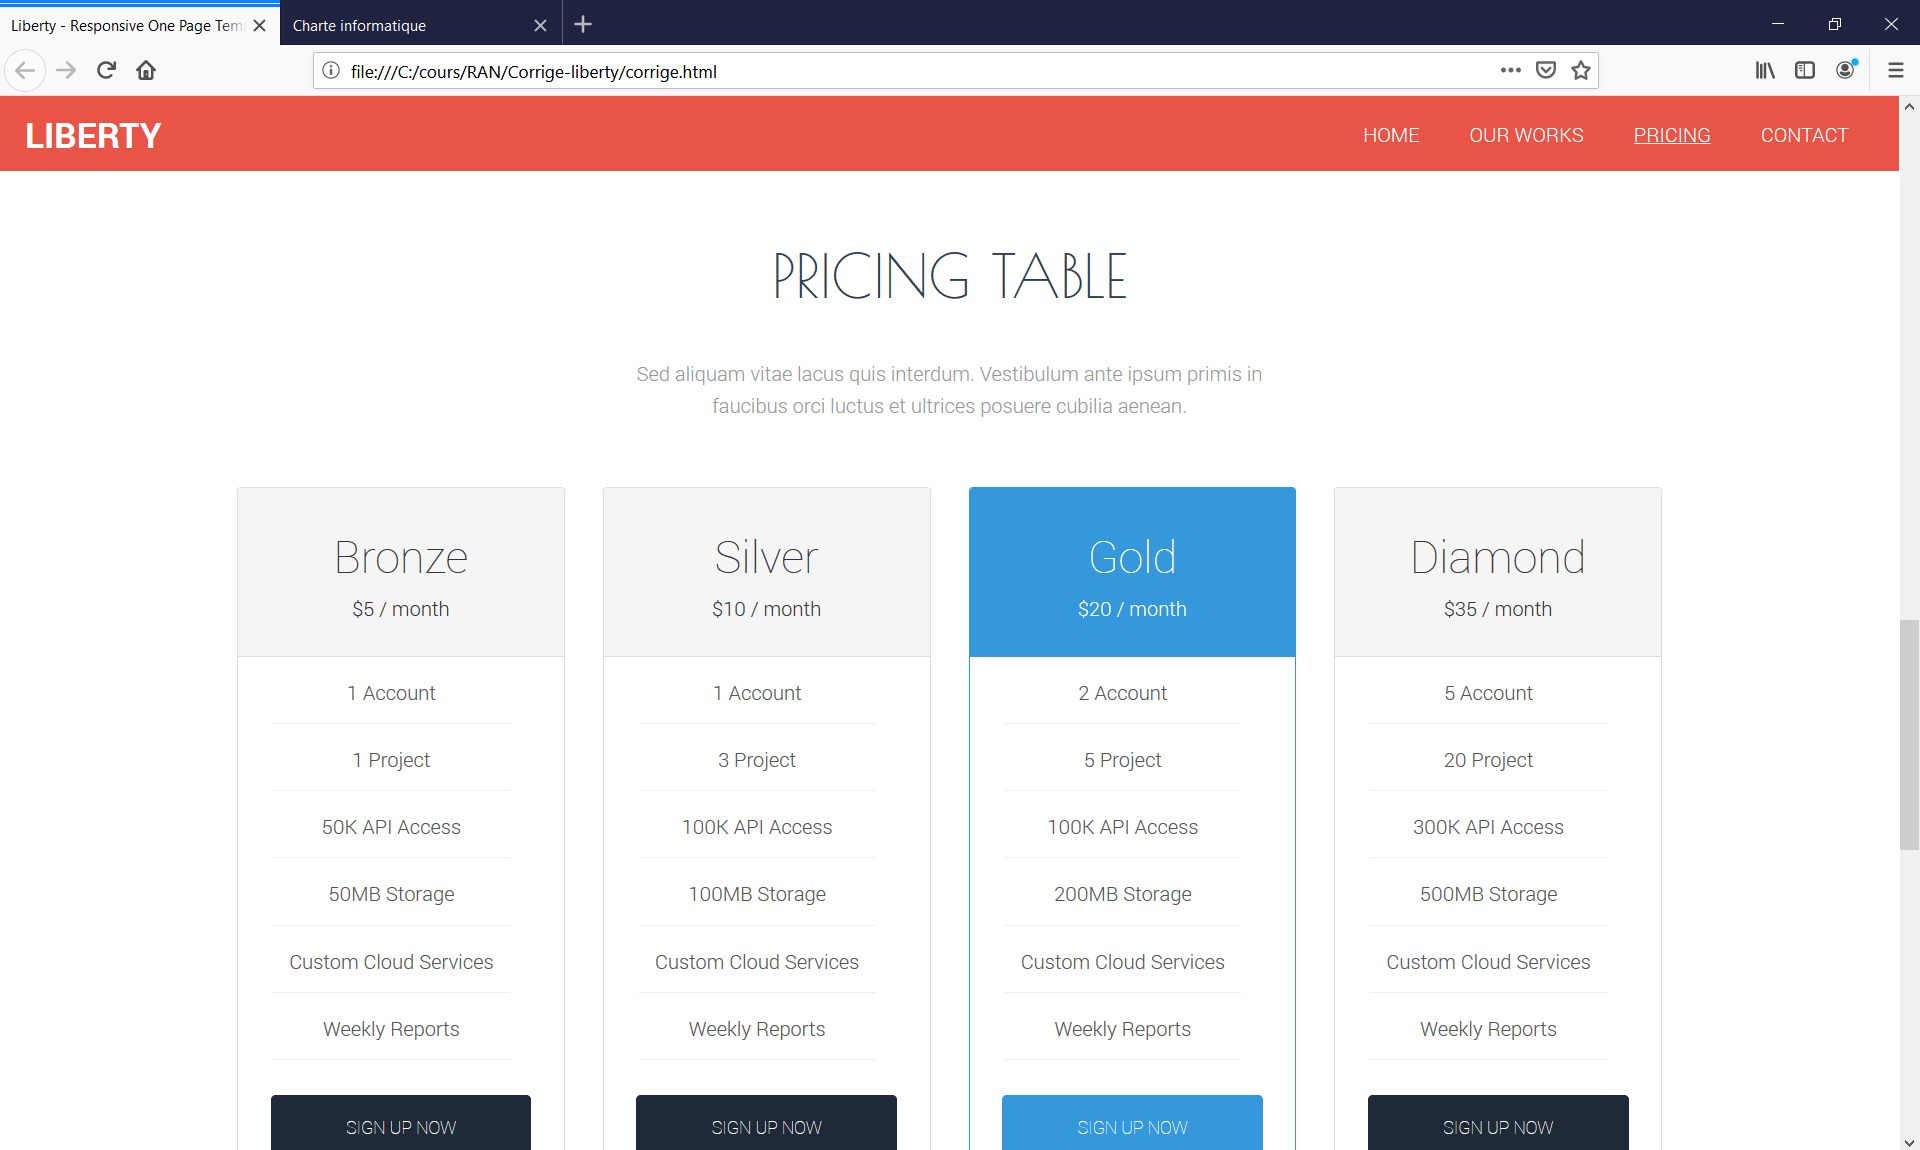 Liberty - Responsive One Page Tem
Charte informatique
file:///C:/cours/RAN/Corrige-liberty/corrige.html
LIBERTY
HOME OUR WORKS PRICING CONTACT
PRICING TABLE
Sed aliquam vitae lacus quis interdum. Vestibulum ante ipsum primis in
faucibus orci luctus et ultrices posuere cubilia aenean.
Bronze
$5 / month
1 Account
1 Project
50K API Access
50MB Storage
Custom Cloud Services
Weekly Reports
SIGN UP NOW
Silver
$10 / month
1 Account
3 Project
100K API Access
100MB Storage
Custom Cloud Services
Weekly Reports
SIGN UP NOW
Gold
$20 / month
2 Account
5 Project
100K API Access
200MB Storage
Custom Cloud Services
Weekly Reports
SIGN UP NOW
Diamond
$35 / month
5 Account
20 Project
300K API Access
500MB Storage
Custom Cloud Services
Weekly Reports
SIGN UP NOW